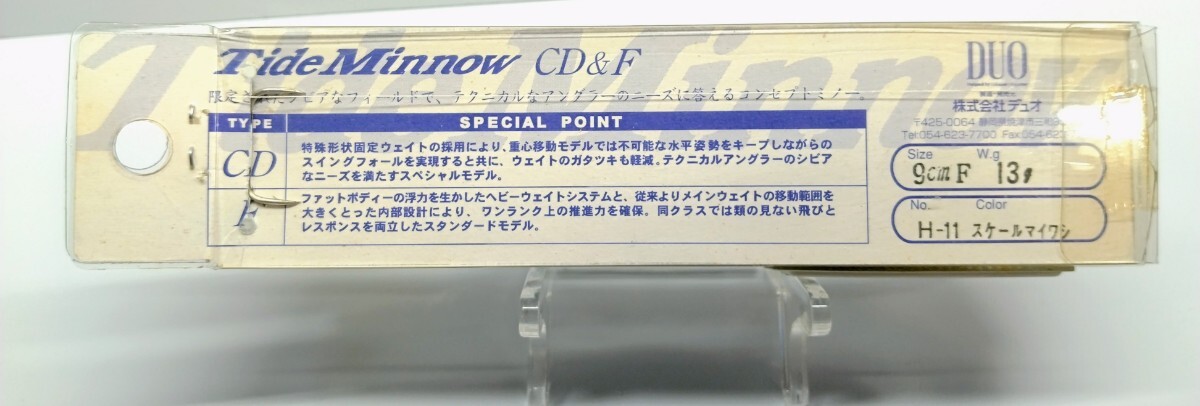 Tide Minnow CD&F
限定されたシビアなフィールドで、テクニカルなアングラーのニーズに答えるコンセプトミノー。
TYPE SPECIAL POINT
CD
特殊形状固定ウェイトの採用により、重心移動モデルでは不可能な水平姿勢をキープしながらの
スイングフォールを実現すると共に、ウェイトのガタツキも軽減。テクニカルアングラーのシビア
なニーズを満たすスペシャルモデル。
F
ファットボディーの浮力を生かしたヘビーウェイトシステムと、従来よりメインウェイトの移動範囲を
大きくとった内部設計により、ワンランク上の推進力を確保。同クラスでは類の見ない飛びと
レスポンスを両立したスタンダードモデル。
DUO
株式会社デュオ
〒425-0064 静岡県焼津市
Tel.054-623-7700 Fax.054-623
Size W.g
9cm F 13g
No. Color
H-11 スケールマイワシ
Tide Minnow